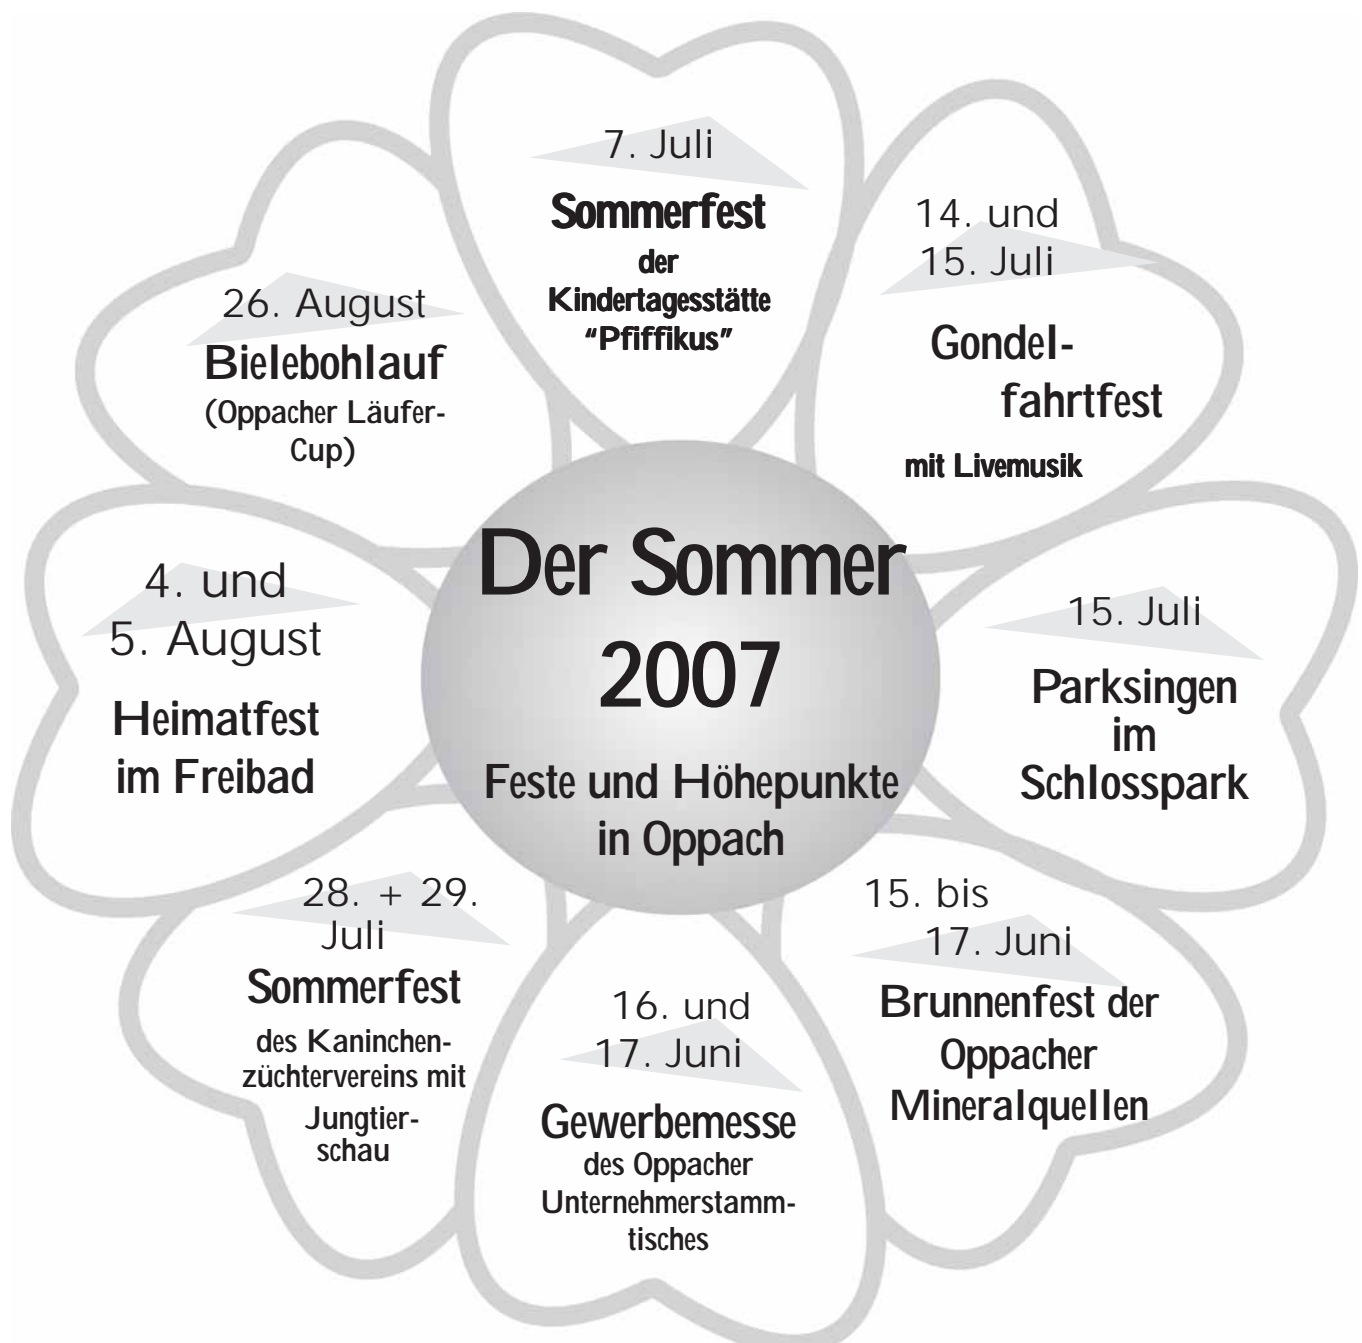 Der Sommer
2007
Feste und Höhepunkte
in Oppach
7. Juli
Sommerfest
der
Kindertagesstätte
“Pfiffikus”
14. und
15. Juli
Gondel-
fahrtfest
mit Livemusik
15. Juli
Parksingen
im
Schlosspark
15. bis
17. Juni
Brunnenfest der
Oppacher
Mineralquellen
16. und
17. Juni
Gewerbemesse
des Oppacher
Unternehmerstamm-
tisches
28. + 29.
Juli
Sommerfest
des Kaninchen-
züchtervereins mit
Jungtier-
schau
4. und
5. August
Heimatfest
im Freibad
26. August
Bielebohlauf
(Oppacher Läufer-
Cup)